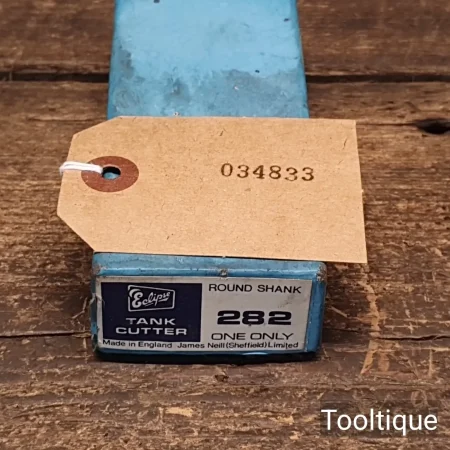 034833
Eclipse
TANK
CUTTER
ROUND SHANK
282
ONE ONLY
Made in England James Neill (Sheffield) Limited
Tooltique